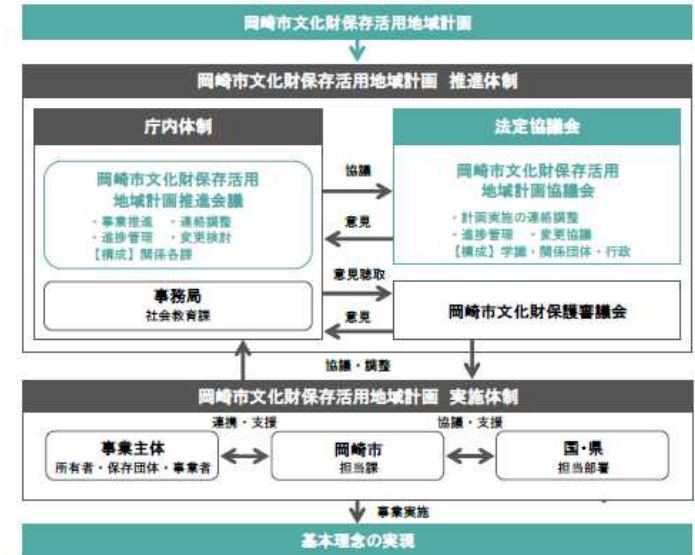 岡崎市文化財保存活用地域計画
岡崎市文化財保存活用地域計画 推進体制
庁内体制
岡崎市文化財保存活用
地域計画推進会議
・事業推進 ・連絡調整
・進捗管理 ・変更検討
【構成】関係各課
事務局
社会教育課
協議
意見
意見聴取
意見
法定協議会
岡崎市文化財保存活用
地域計画協議会
・計画実施の連絡調整
・進捗管理 ・変更協議
【構成】学識・関係団体・行政
岡崎市文化財保護審議会
協議・調整
岡崎市文化財保存活用地域計画 実施体制
連携・支援
協議・支援
事業主体
所有者・保存団体・事業者
岡崎市
担当課
国・県
担当部署
事業実施
基本理念の実現